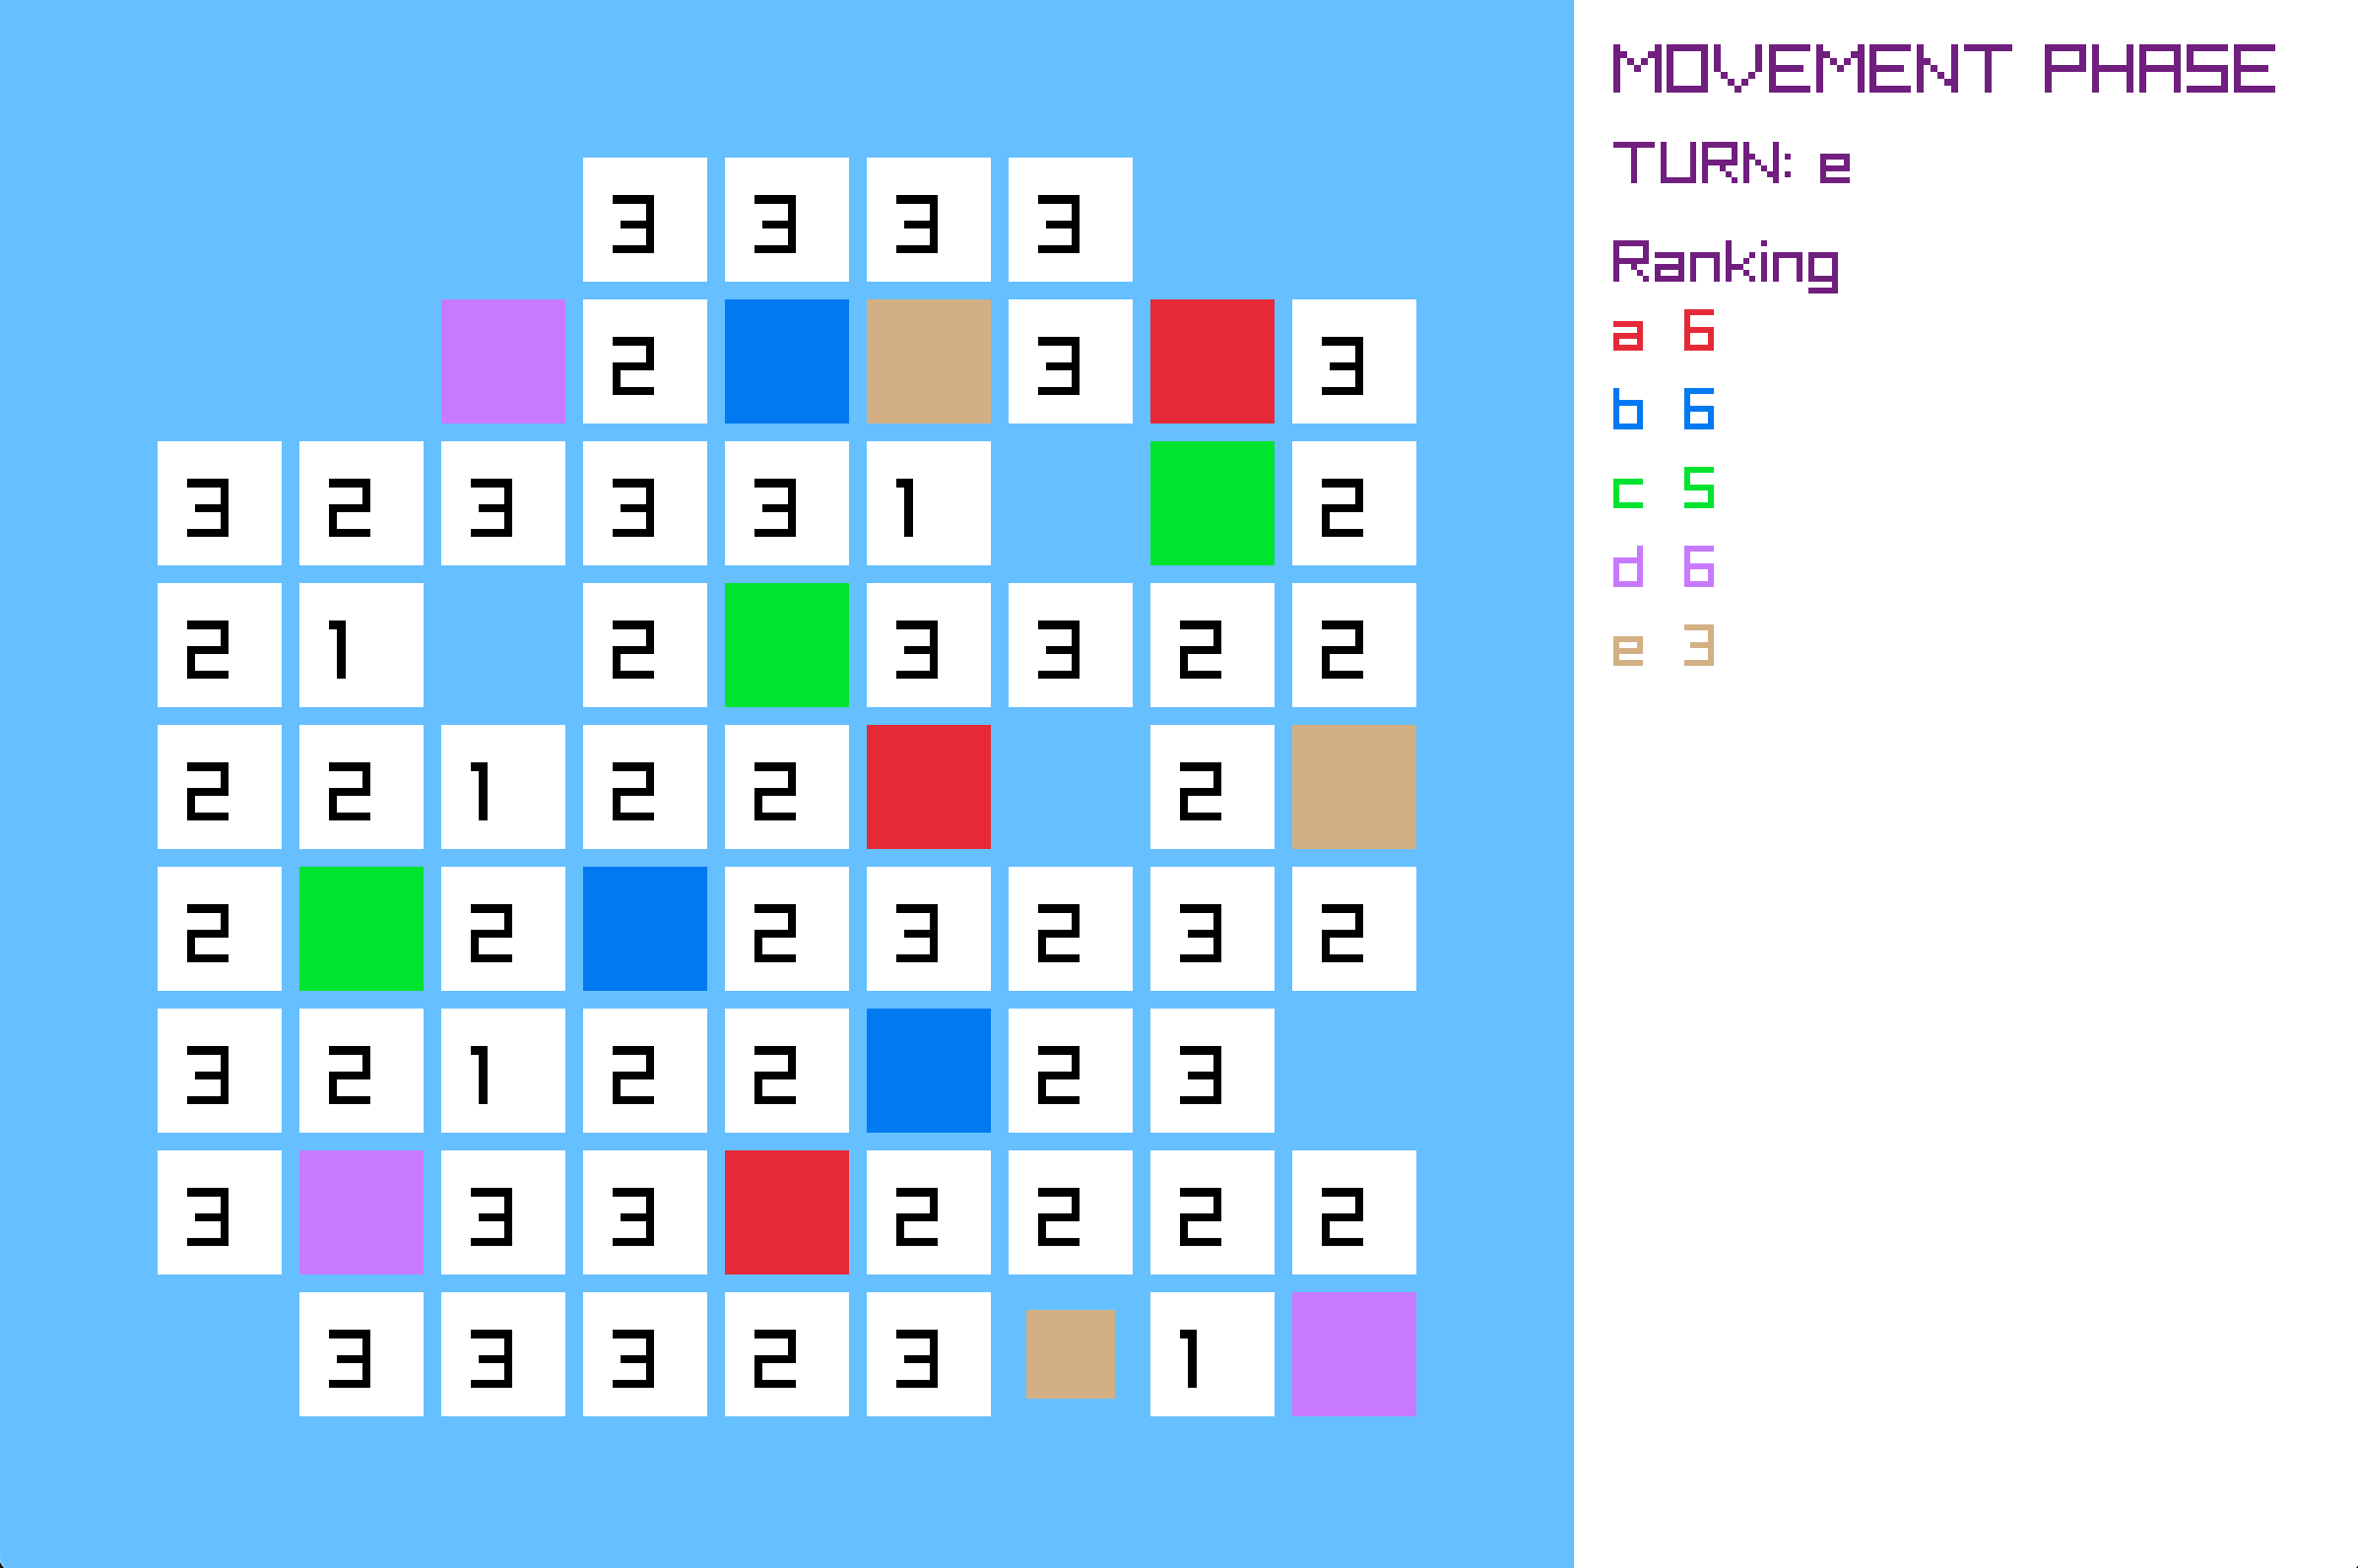 MOVEMENT PHASE
TURN: e
Ranking
a 6
b 6
c 5
d 6
e 3
3 3 3 3
2 3 3
3 2 3 3 3 1 2
2 1 2 3 3 2 2
2 2 1 2 2 2
2 2 2 3 2 3 2
3 2 1 2 2 2 3
3 3 3 2 2 2 2
3 3 3 2 3 1